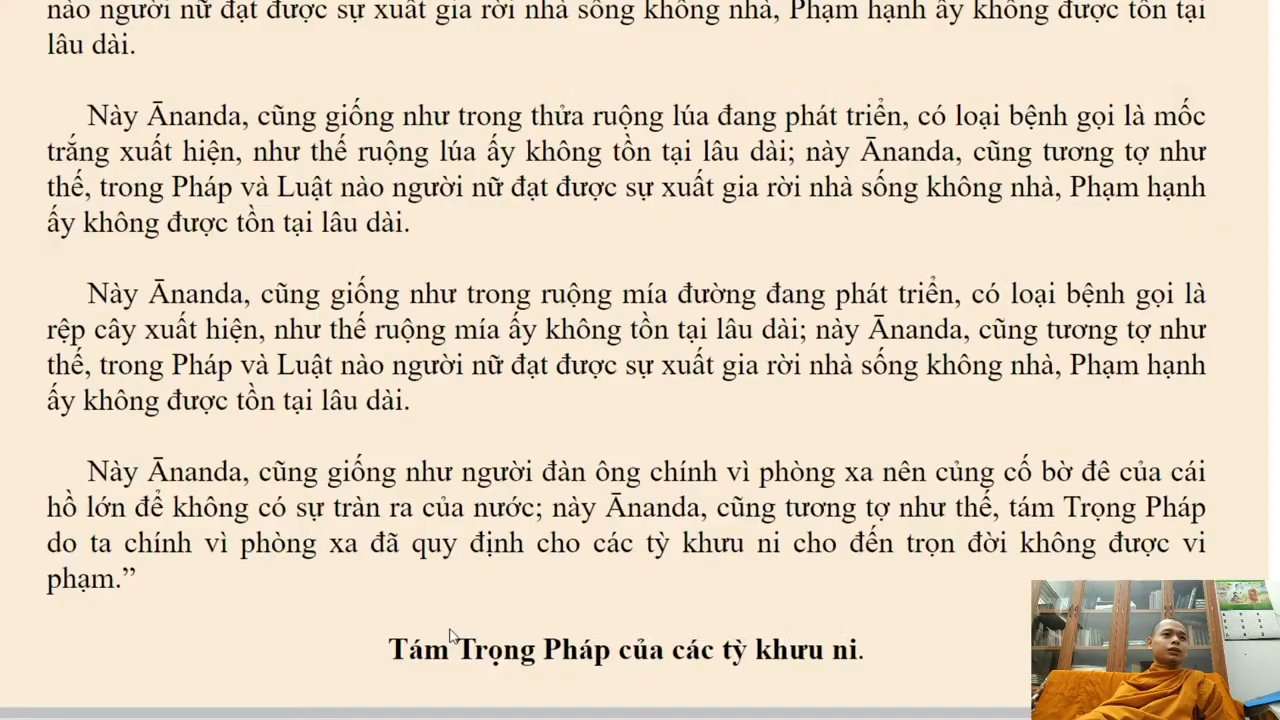 nào người nữ đạt được sự xuất gia rời nhà sống không nhà, Phạm hạnh ấy không được tồn tại
lâu dài.
Này Ānanda, cũng giống như trong thửa ruộng lúa đang phát triển, có loại bệnh gọi là mốc
trắng xuất hiện, như thế ruộng lúa ấy không tồn tại lâu dài; này Ānanda, cũng tương tợ như
thế, trong Pháp và Luật nào người nữ đạt được sự xuất gia rời nhà sống không nhà, Phạm hạnh
ấy không được tồn tại lâu dài.
Này Ānanda, cũng giống như trong ruộng mía đường đang phát triển, có loại bệnh gọi là
rệp cây xuất hiện, như thế ruộng mía ấy không tồn tại lâu dài; này Ānanda, cũng tương tợ như
thế, trong Pháp và Luật nào người nữ đạt được sự xuất gia rời nhà sống không nhà, Phạm hạnh
ấy không được tồn tại lâu dài.
Này Ānanda, cũng giống như người đàn ông chính vì phòng xa nên củng cố bờ đê của cái
hồ lớn để không có sự tràn ra của nước; này Ānanda, cũng tương tợ như thế, tám Trọng Pháp
do ta chính vì phòng xa đã quy định cho các tỳ khưu ni cho đến trọn đời không được vi
phạm.”
Tám Trọng Pháp của các tỳ khưu ni.